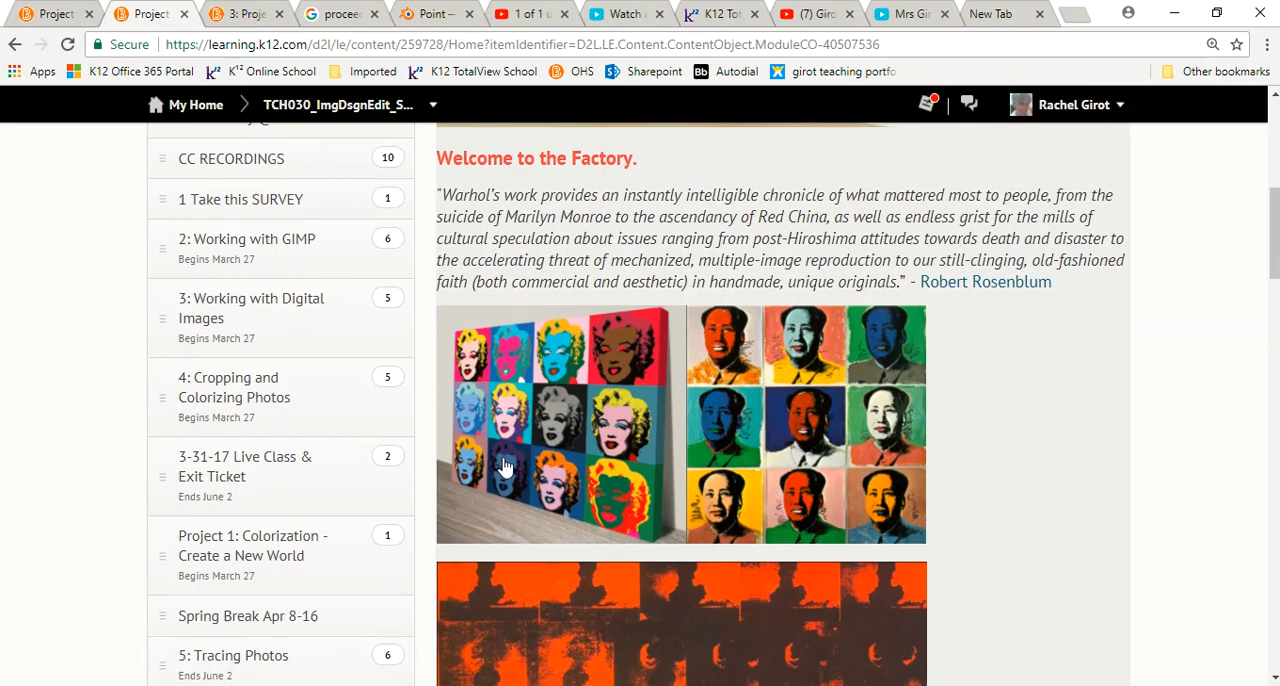 Project
Project
3: Proje
procee
Point —
1 of 1 u
Watch a
K12 Tot
(7) Giro
Mrs Gir
New Tab
Secure
https://learning.k12.com/d2l/le/content/259728/Home?itemIdentifier=D2L.LE.Content.ContentObject.ModuleCO-40507536
Apps
K12 Office 365 Portal
K¹² Online School
Imported
K12 TotalView School
OHS
Sharepoint
Bb Autodial
girot teaching portfo
Other bookmarks
My Home
TCH030_ImgDsgnEdit_S...
Rachel Girot
CC RECORDINGS
10
1 Take this SURVEY
1
2: Working with GIMP
6
Begins March 27
3: Working with Digital
Images
5
Begins March 27
4: Cropping and
Colorizing Photos
5
Begins March 27
3-31-17 Live Class &
Exit Ticket
2
Ends June 2
Project 1: Colorization -
Create a New World
1
Begins March 27
Spring Break Apr 8-16
5: Tracing Photos
6
Ends June 2
Welcome to the Factory.
"Warhol's work provides an instantly intelligible chronicle of what mattered most to people, from the
suicide of Marilyn Monroe to the ascendancy of Red China, as well as endless grist for the mills of
cultural speculation about issues ranging from post-Hiroshima attitudes towards death and disaster to
the accelerating threat of mechanized, multiple-image reproduction to our still-clinging, old-fashioned
faith (both commercial and aesthetic) in handmade, unique originals.” - Robert Rosenblum